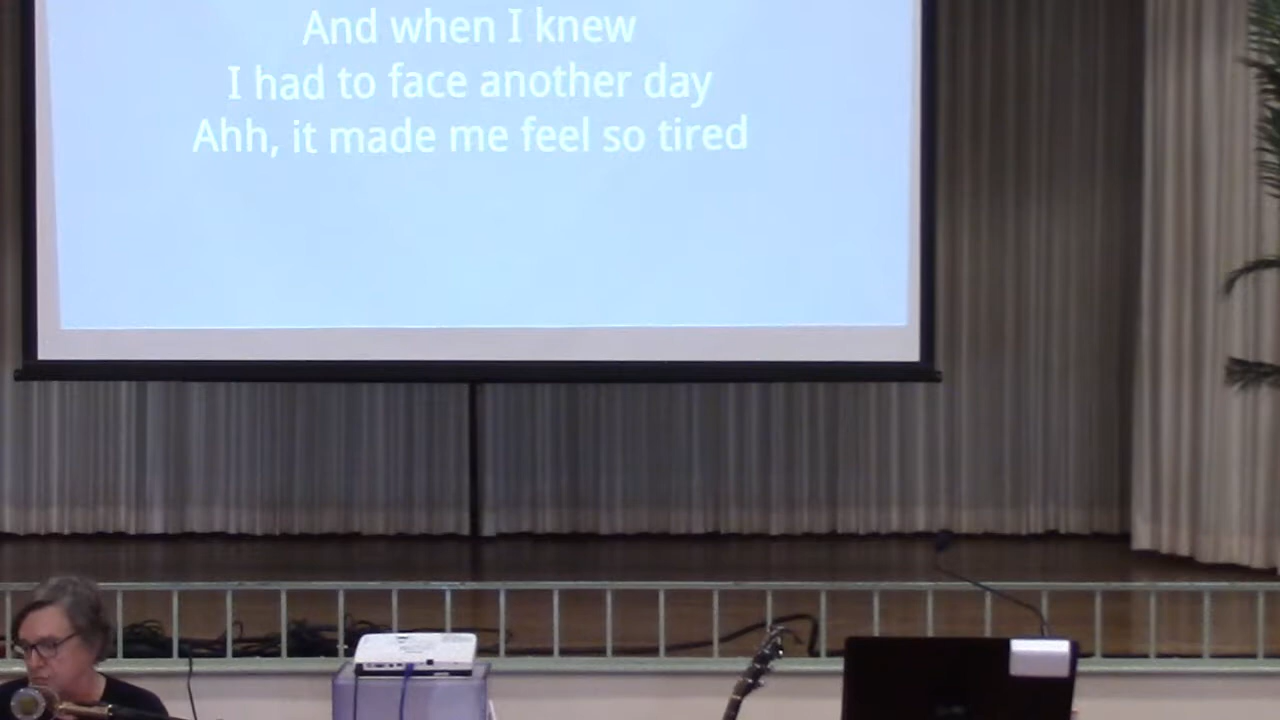 And when I knew
I had to face another day
Ahh, it made me feel so tired